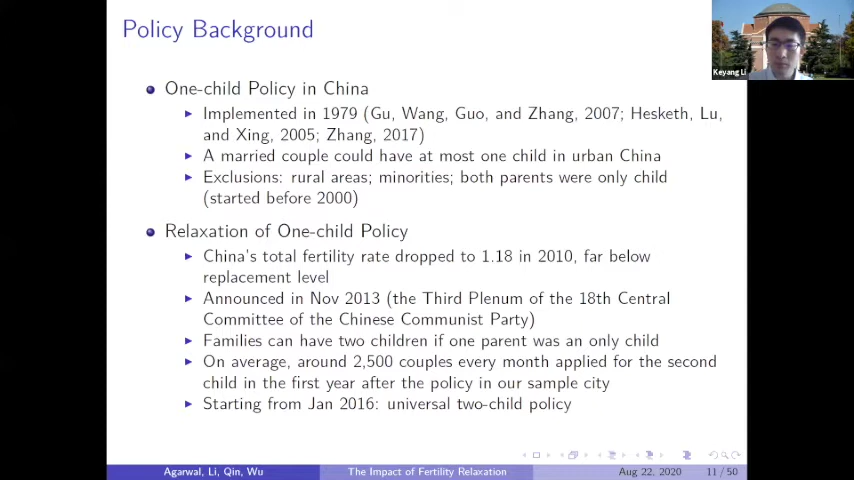 Policy Background
Keyang Li
One-child Policy in China
Implemented in 1979 (Gu, Wang, Guo, and Zhang, 2007; Hesketh, Lu,
and Xing, 2005; Zhang, 2017)
A married couple could have at most one child in urban China
Exclusions: rural areas; minorities; both parents were only child
(started before 2000)
Relaxation of One-child Policy
China's total fertility rate dropped to 1.18 in 2010, far below
replacement level
Announced in Nov 2013 (the Third Plenum of the 18th Central
Committee of the Chinese Communist Party)
Families can have two children if one parent was an only child
On average, around 2,500 couples every month applied for the second
child in the first year after the policy in our sample city
Starting from Jan 2016: universal two-child policy
Agarwal, Li, Qin, Wu The Impact of Fertility Relaxation Aug 22, 2020 11 / 50